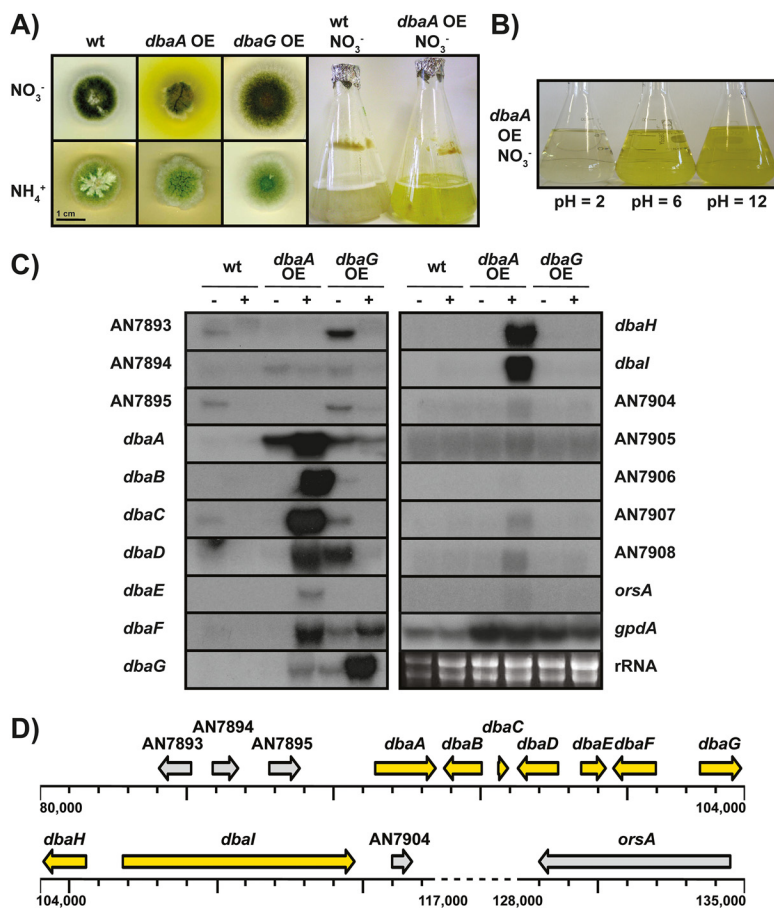 A)
wt
dbaA OE
dbaG OE
wt
NO3-
dbaA OE
NO3-
NO3-
NH4+
1 cm
B)
dbaA
OE
NO3-
pH = 2
pH = 6
pH = 12
C)
wt
dbaA
OE
dbaG
OE
- + - + - +
AN7893
AN7894
AN7895
dbaA
dbaB
dbaC
dbaD
dbaE
dbaF
dbaG
wt
dbaA
OE
dbaG
OE
- + - + - +
dbaH
dbaI
AN7904
AN7905
AN7906
AN7907
AN7908
orsA
gpdA
rRNA
D)
AN7893
AN7894
AN7895
dbaA
dbaB
dbaC
dbaD
dbaE
dbaF
dbaG
80,000
104,000
dbaH
dbaI
AN7904
orsA
104,000
117,000
128,000
135,000